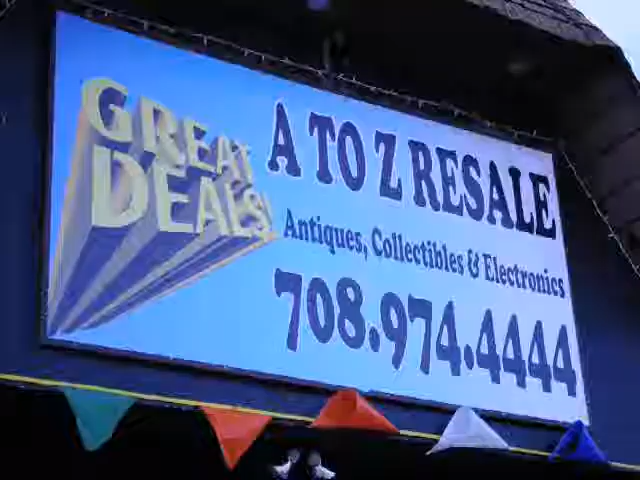 GREAT
DEALS!
A TO Z RESALE
Antiques, Collectibles & Electronics
708.974.4444